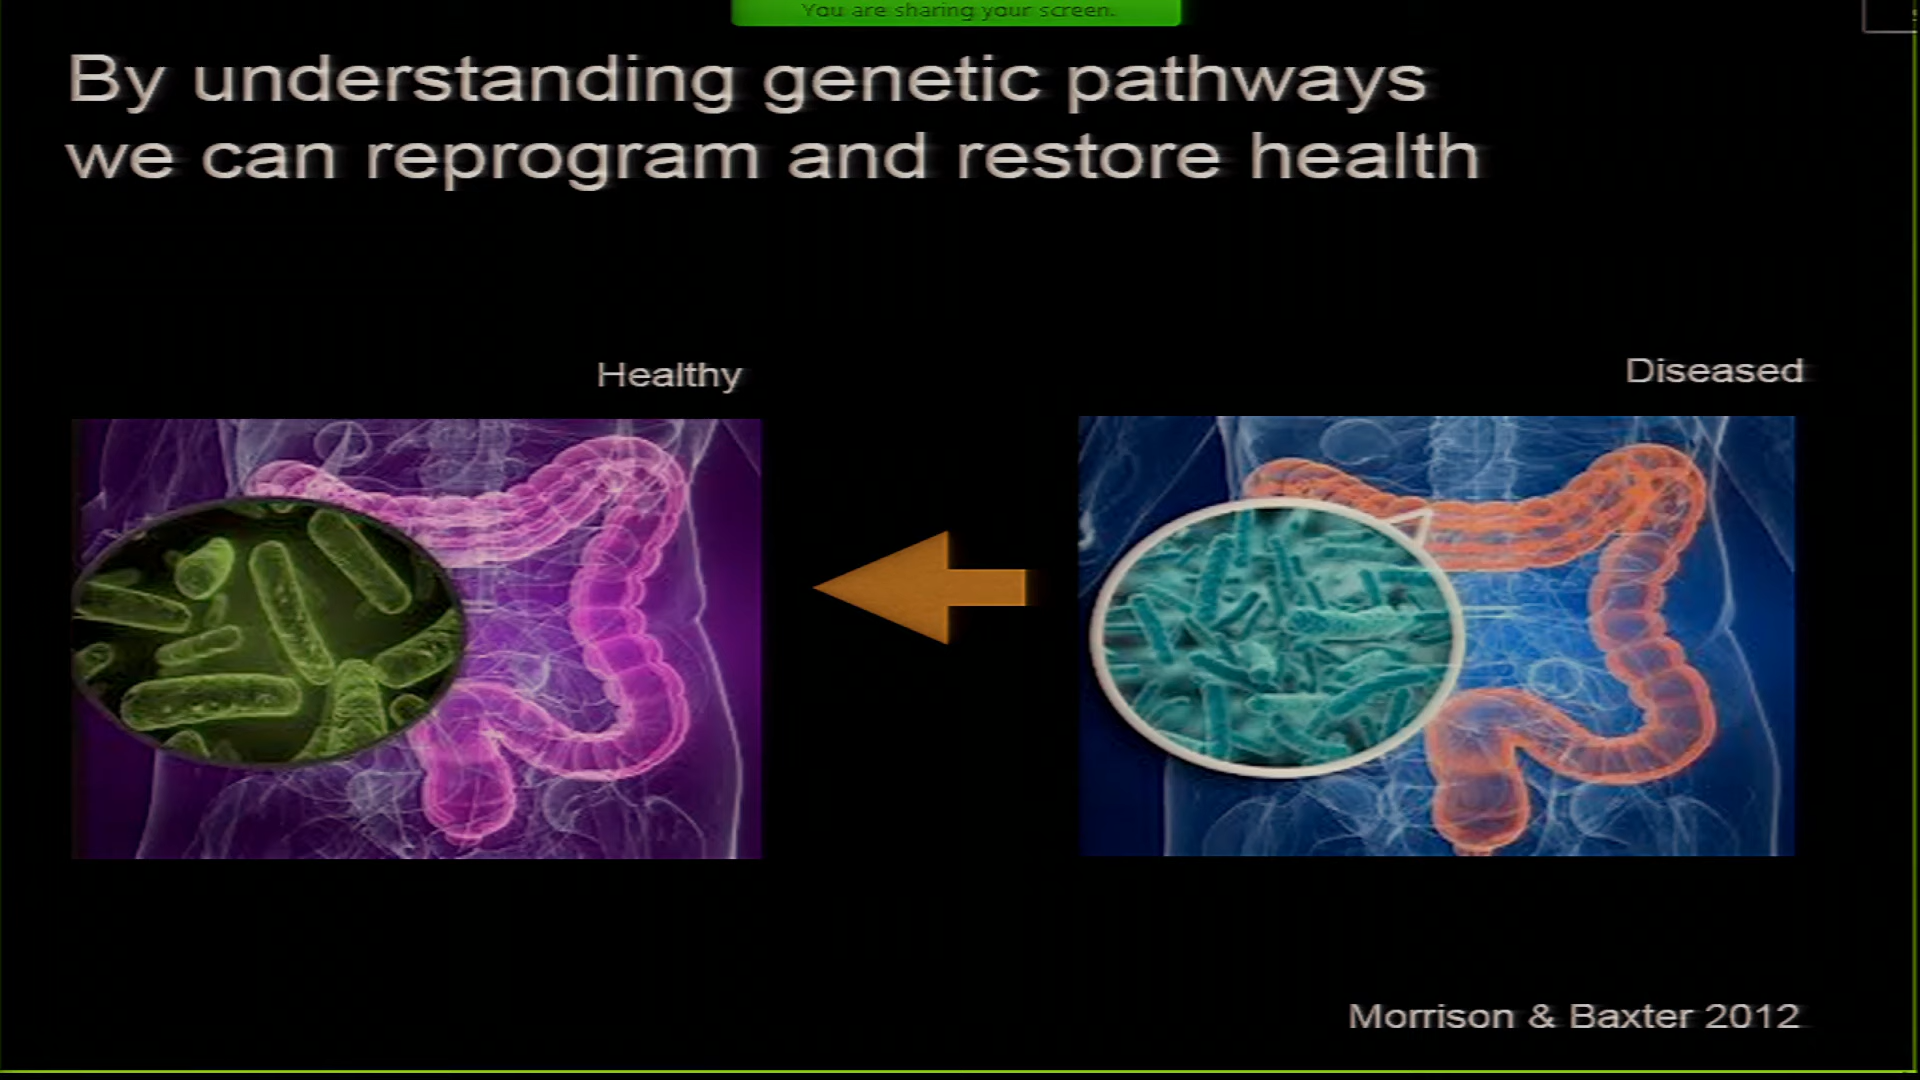 You are sharing your screen.
By understanding genetic pathways
we can reprogram and restore health
Healthy
Diseased
Morrison & Baxter 2012